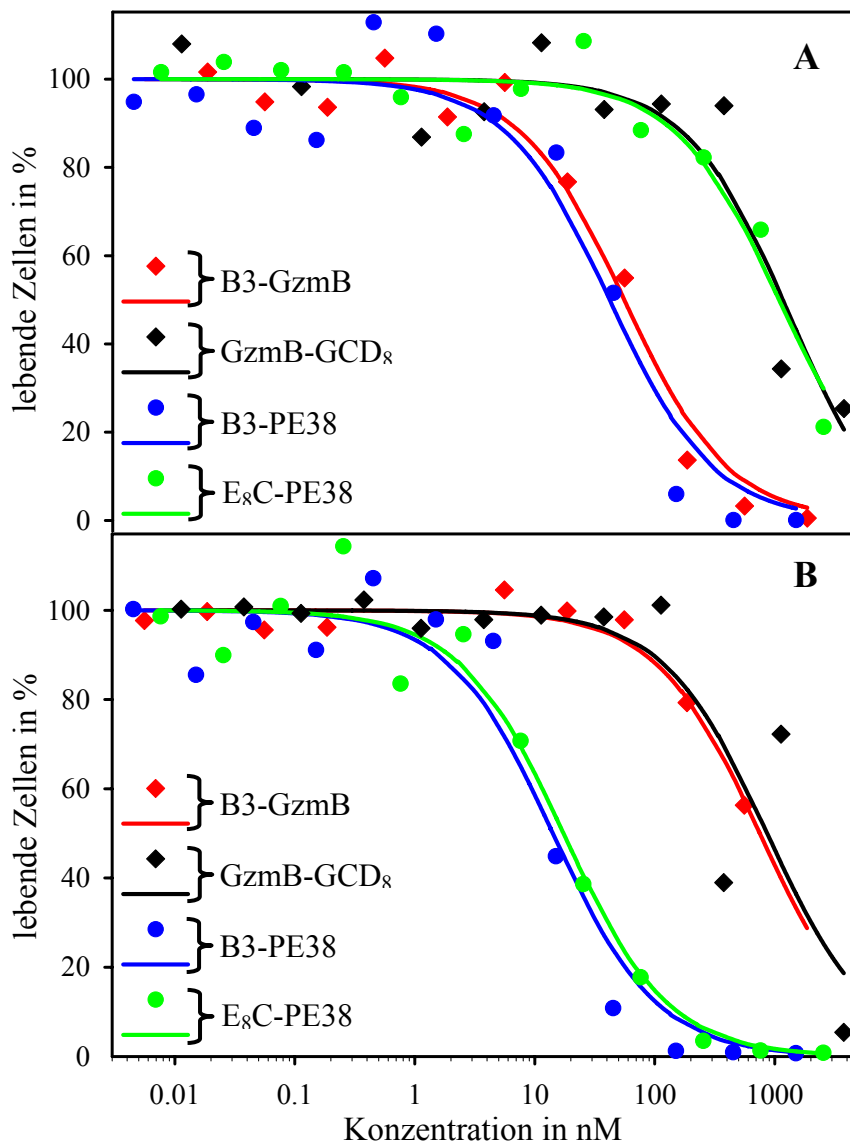 A
100
80
60
40
20
0
lebende Zellen in %
B3-GzmB
GzmB-GCD₈
B3-PE38
E₈C-PE38
B
100
80
60
40
20
0
lebende Zellen in %
B3-GzmB
GzmB-GCD₈
B3-PE38
E₈C-PE38
0.01 0.1 1 10 100 1000
Konzentration in nM